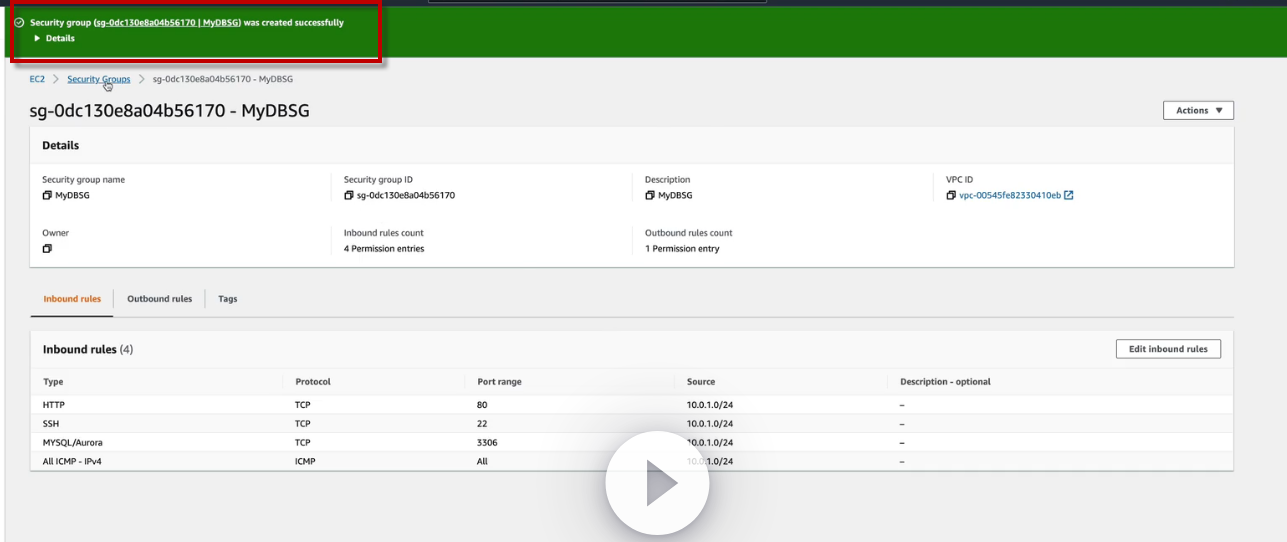 Security group (sg-0dc130e8a04b56170 | MyDBSG) was created successfully
Details
EC2 > Security Groups > sg-0dc130e8a04b56170 - MyDBSG
sg-0dc130e8a04b56170 - MyDBSG
Actions
Details
Security group name Security group ID Description VPC ID
MyDBSG sg-0dc130e8a04b56170 MyDBSG vpc-00545fe82330410eb
Owner Inbound rules count Outbound rules count
4 Permission entries 1 Permission entry
Inbound rules Outbound rules Tags
Inbound rules (4) Edit inbound rules
Type Protocol Port range Source Description - optional
HTTP TCP 80 10.0.1.0/24 –
SSH TCP 22 10.0.1.0/24 –
MYSQL/Aurora TCP 3306 10.0.1.0/24 –
All ICMP - IPv4 ICMP All 10.0.1.0/24 –